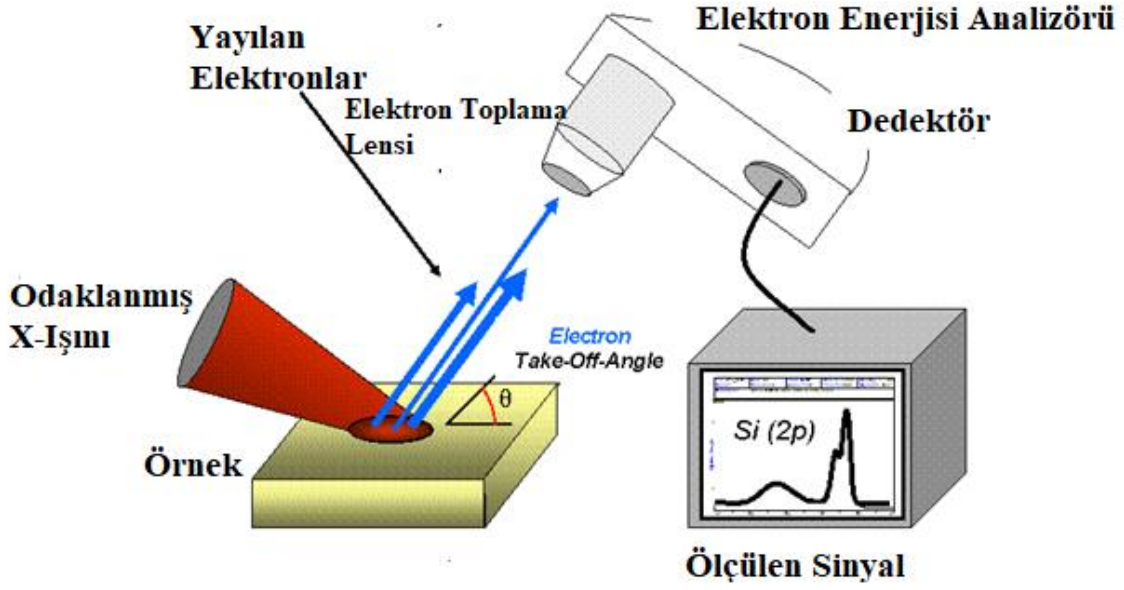 Elektron Enerjisi Analizörü
Yayılan
Elektronlar
Elektron Toplama
Lensi
Dedektör
Odaklanmış
X-Işını
Electron
Take-Off-Angle
θ
Örnek
Si (2p)
Ölçülen Sinyal